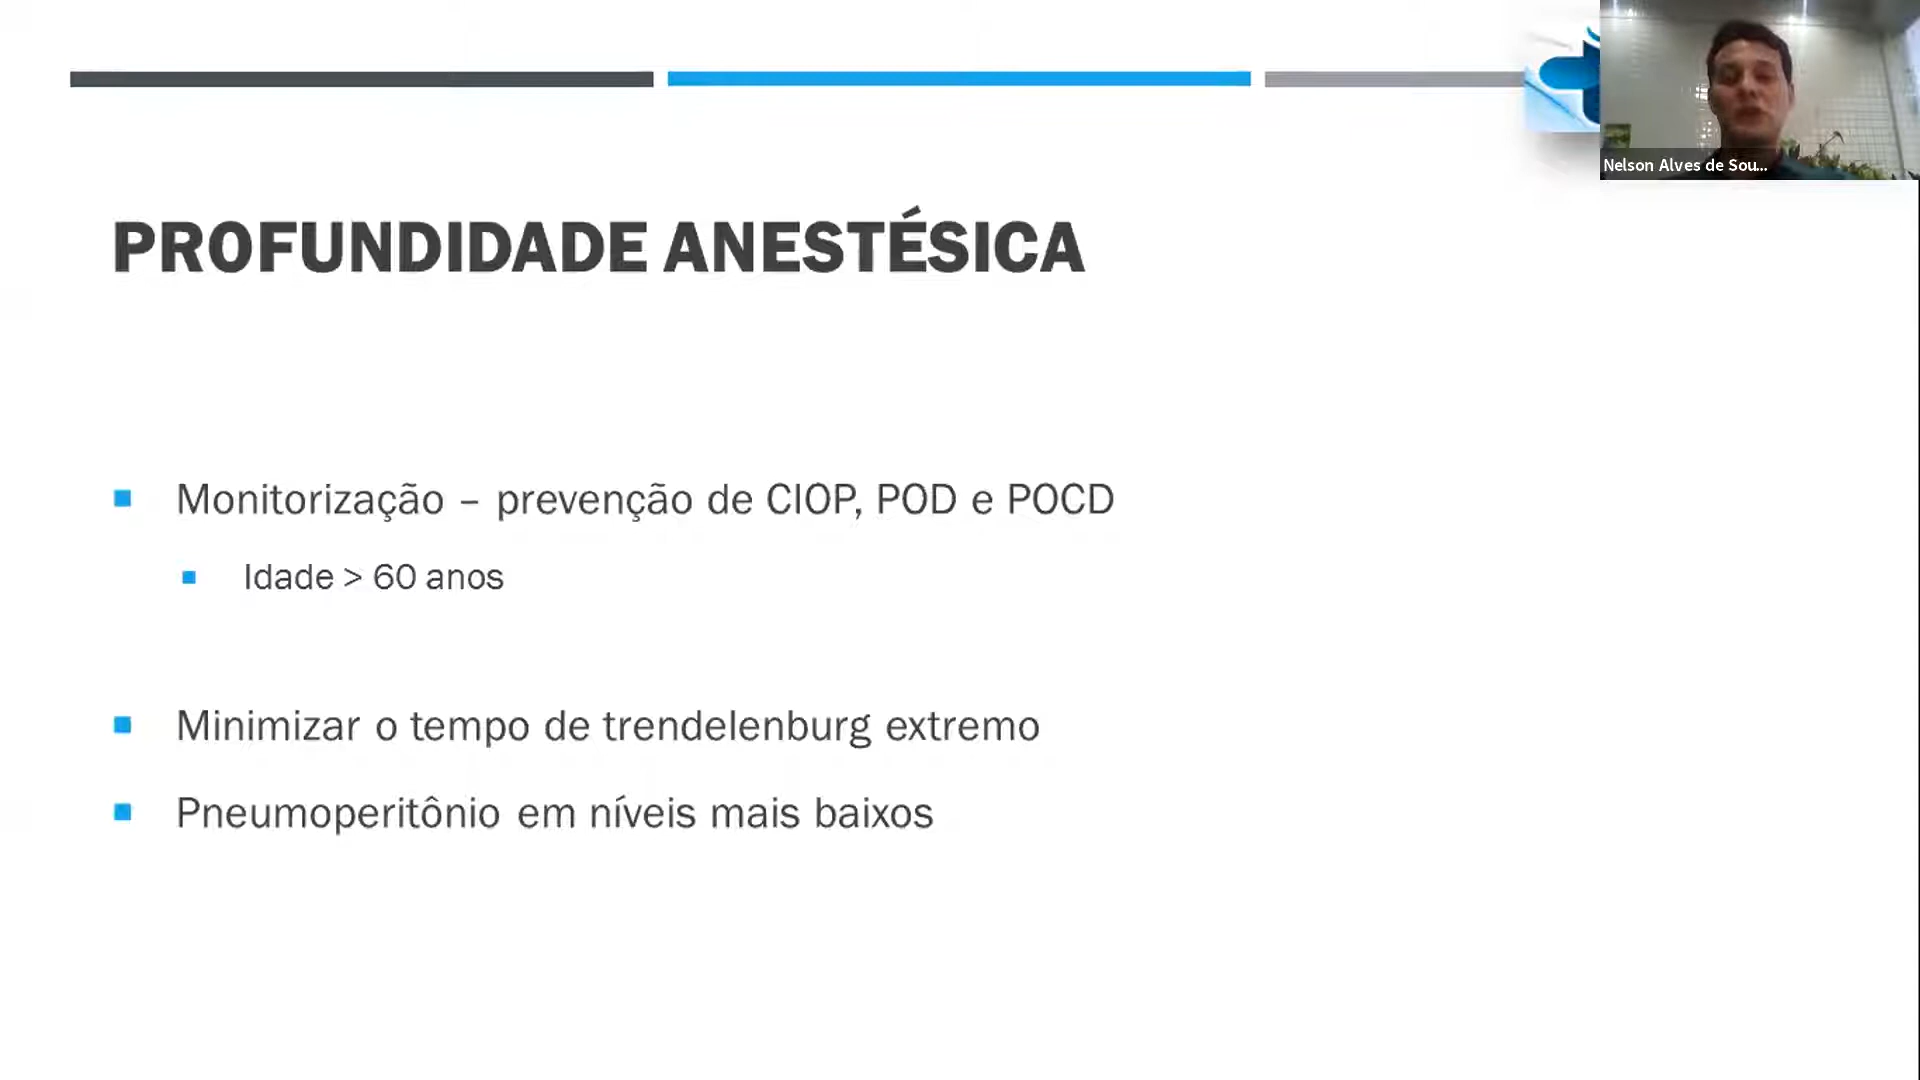 Nelson Alves de Sou...
PROFUNDIDADE ANESTÉSICA
Monitorização – prevenção de CIOP, POD e POCD
Idade > 60 anos
Minimizar o tempo de trendelenburg extremo
Pneumoperitônio em níveis mais baixos